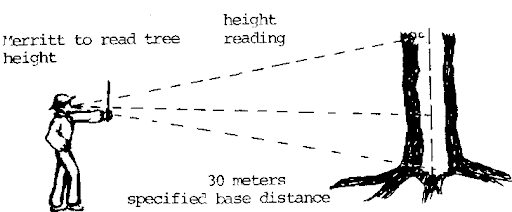 height
reading
Merritt to read tree
height
30 meters
specified base distance